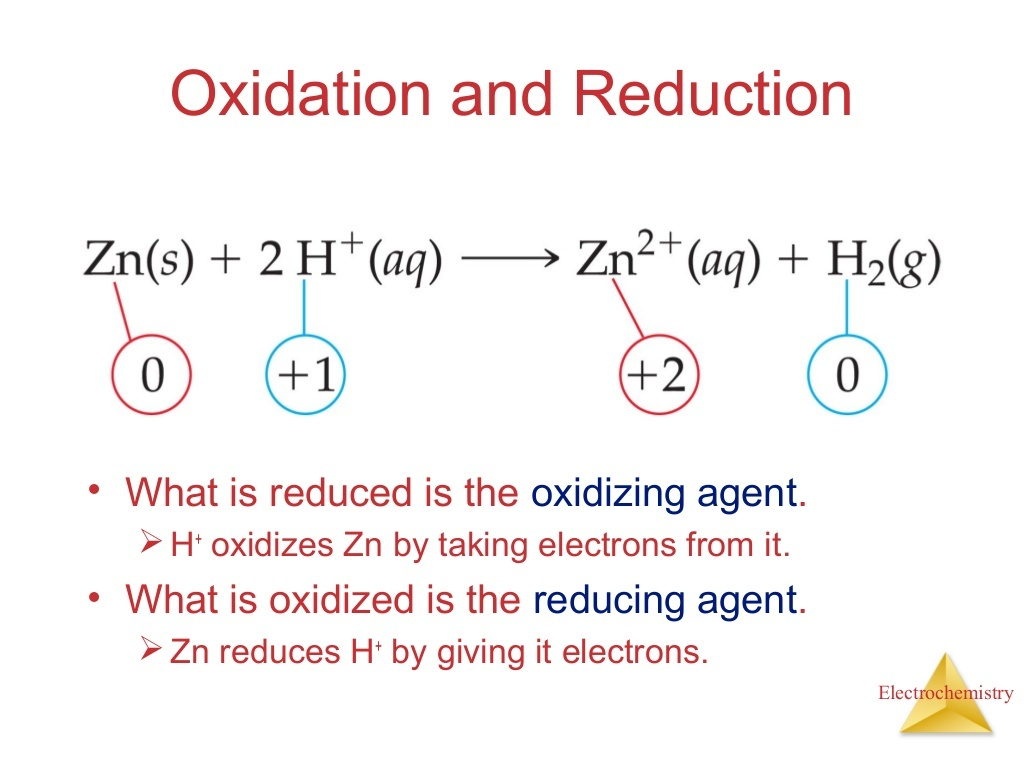 Oxidation and Reduction
Zn(s) + 2 H⁺(aq) ⟶ Zn²⁺(aq) + H₂(g)
0 +1 +2 0
• What is reduced is the oxidizing agent.
➢ H⁺ oxidizes Zn by taking electrons from it.
• What is oxidized is the reducing agent.
➢ Zn reduces H⁺ by giving it electrons.
Electrochemistry